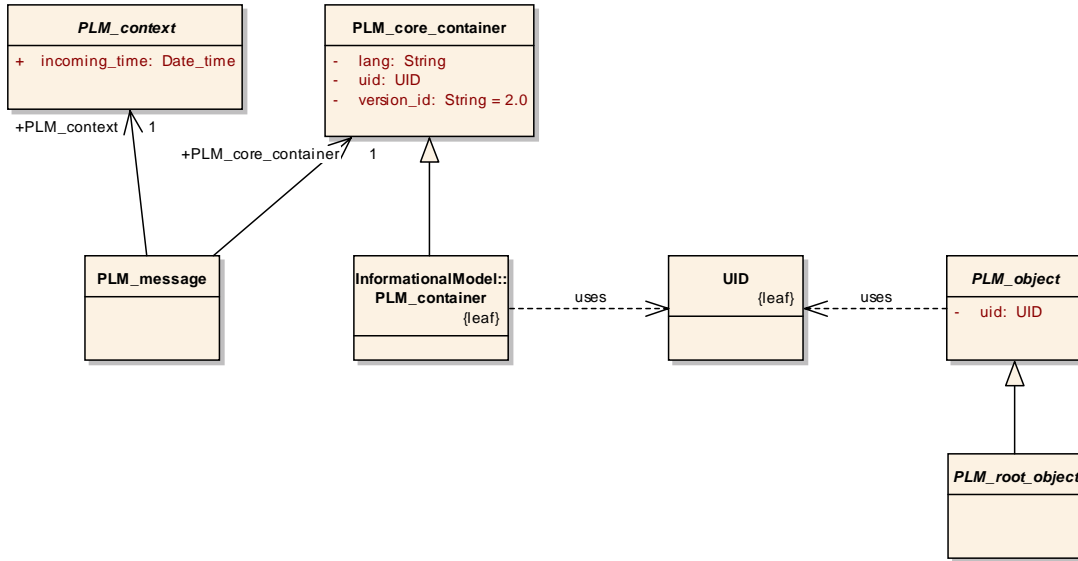 PLM_context
+ incoming_time: Date_time
PLM_core_container
- lang: String
- uid: UID
- version_id: String = 2.0
+PLM_context 1
+PLM_core_container 1
PLM_message
InformationalModel::
PLM_container
{leaf}
uses
UID
{leaf}
uses
PLM_object
- uid: UID
PLM_root_object